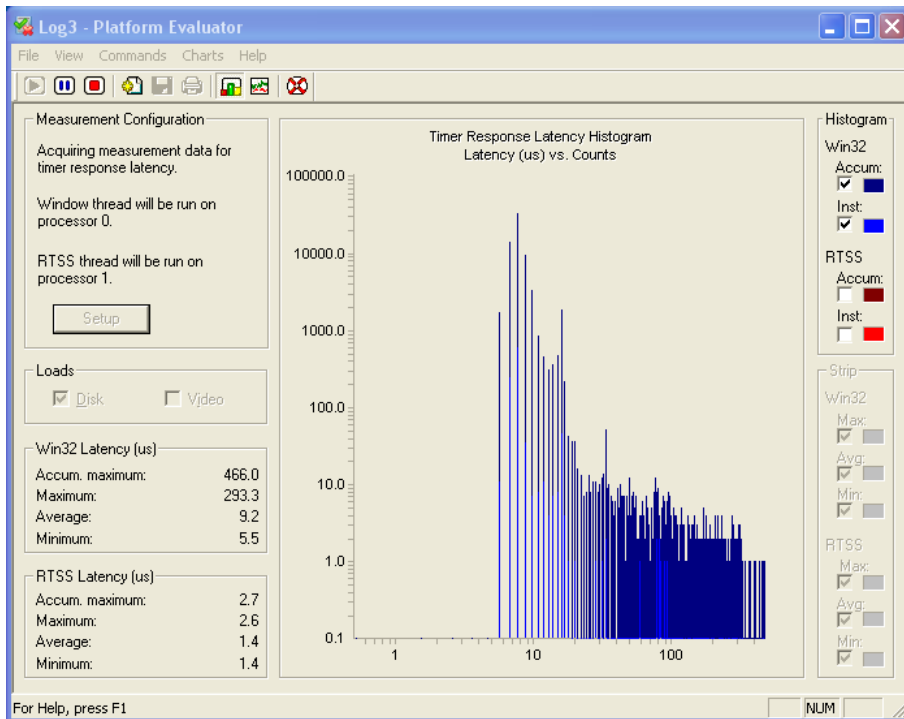 Log3 - Platform Evaluator
File View Commands Charts Help
Measurement Configuration
Acquiring measurement data for
timer response latency.
Window thread will be run on
processor 0.
RTSS thread will be run on
processor 1.
Setup
Loads
Disk
Video
Win32 Latency (us)
Accum. maximum: 466.0
Maximum: 293.3
Average: 9.2
Minimum: 5.5
RTSS Latency (us)
Accum. maximum: 2.7
Maximum: 2.6
Average: 1.4
Minimum: 1.4
Timer Response Latency Histogram
Latency (us) vs. Counts
100000.0
10000.0
1000.0
100.0
10.0
1.0
0.1
1 10 100
Histogram
Win32
Accum:
Inst:
RTSS
Accum:
Inst:
Strip
Win32
Max:
Avg:
Min:
RTSS
Max:
Avg:
Min:
For Help, press F1
NUM